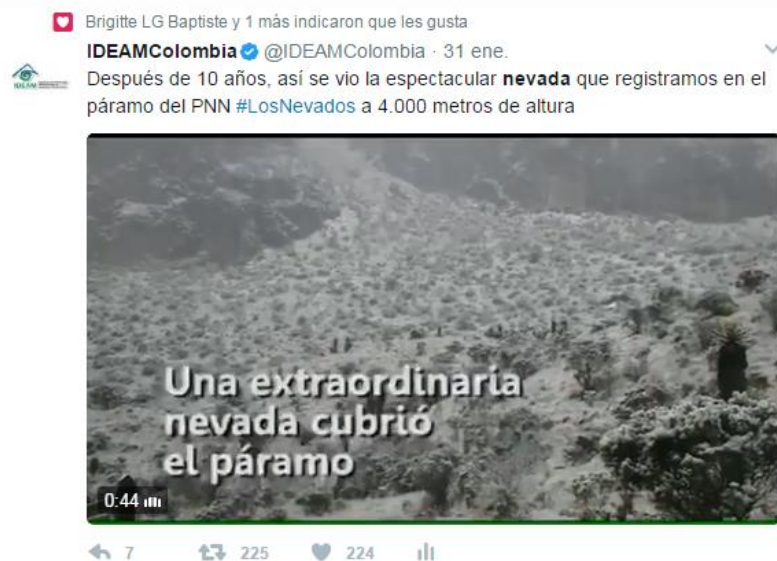 Brigitte LG Baptiste y 1 más indicaron que les gusta
IDEAMColombia @IDEAMColombia · 31 ene.
Después de 10 años, así se vio la espectacular nevada que registramos en el
páramo del PNN #LosNevados a 4.000 metros de altura
IDEAM
Una extraordinaria
nevada cubrió
el páramo
0:44
7 225 224